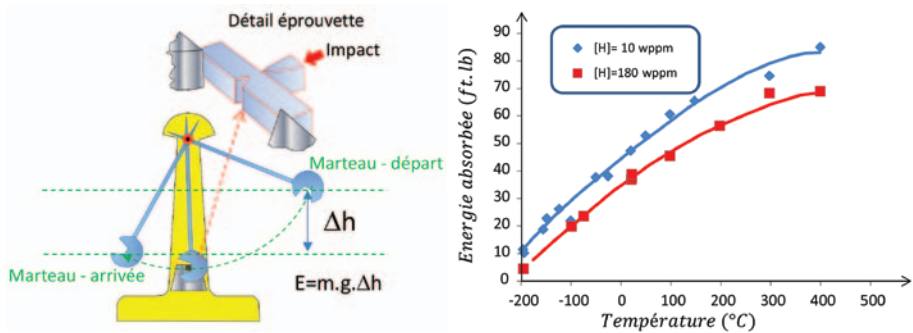 Détail éprouvette
Impact
Marteau - départ
Δh
Marteau - arrivée
E=m.g.Δh
Energie absorbée (ft.lb)
90
80
70
60
50
40
30
20
10
0
[H]= 10 wppm
[H]=180 wppm
-200 -100 0 100 200 300 400 500
Température (°C)